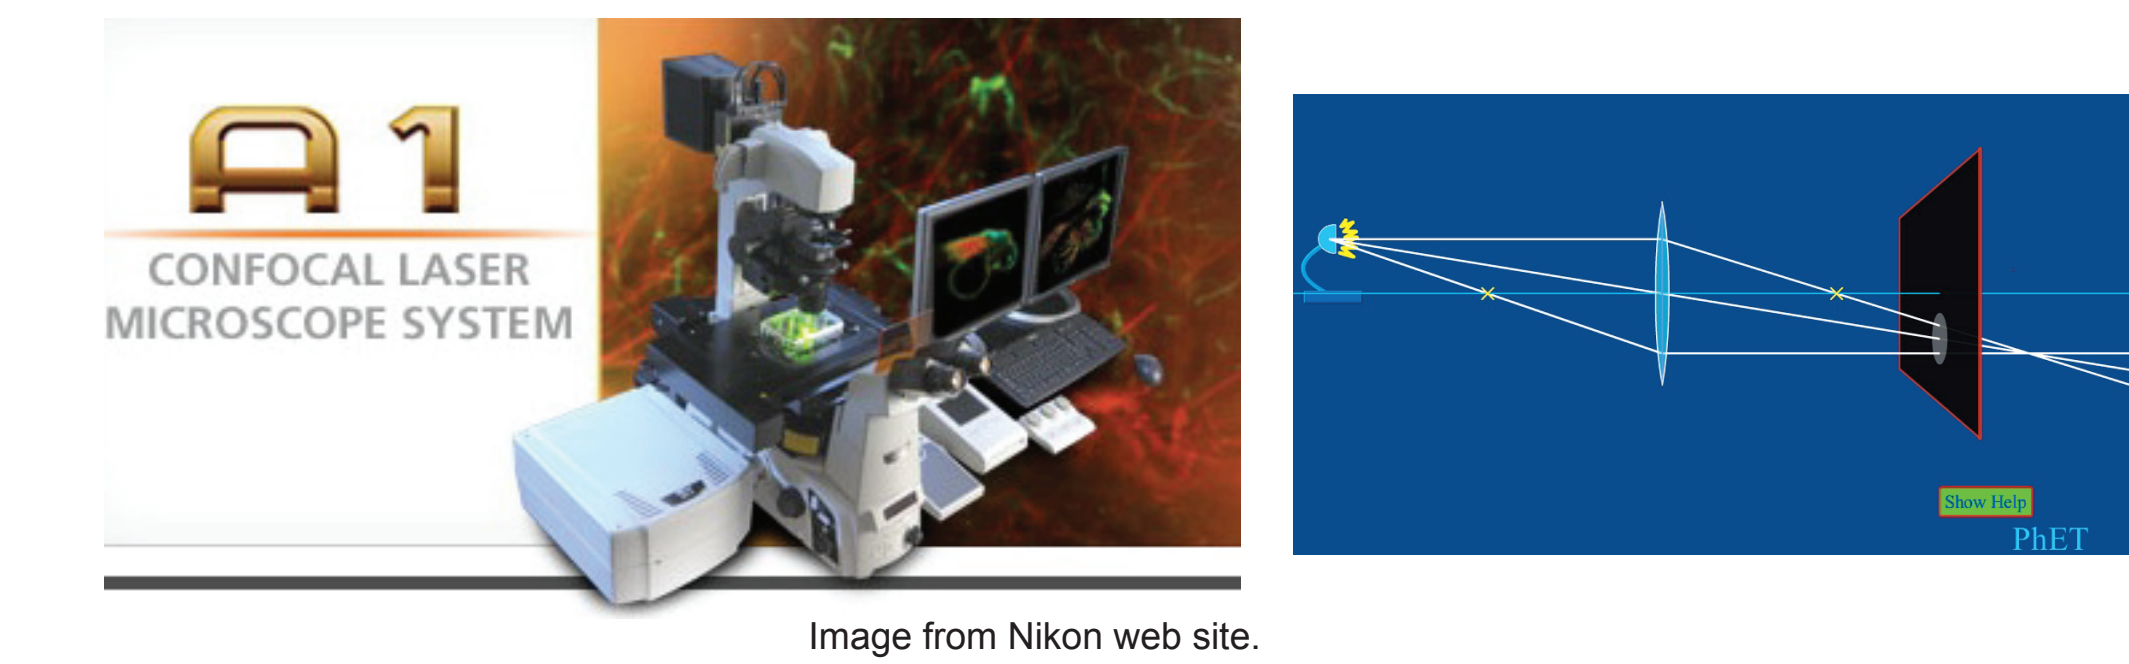 A1
CONFOCAL LASER
MICROSCOPE SYSTEM
Show Help
PhET
Image from Nikon web site.